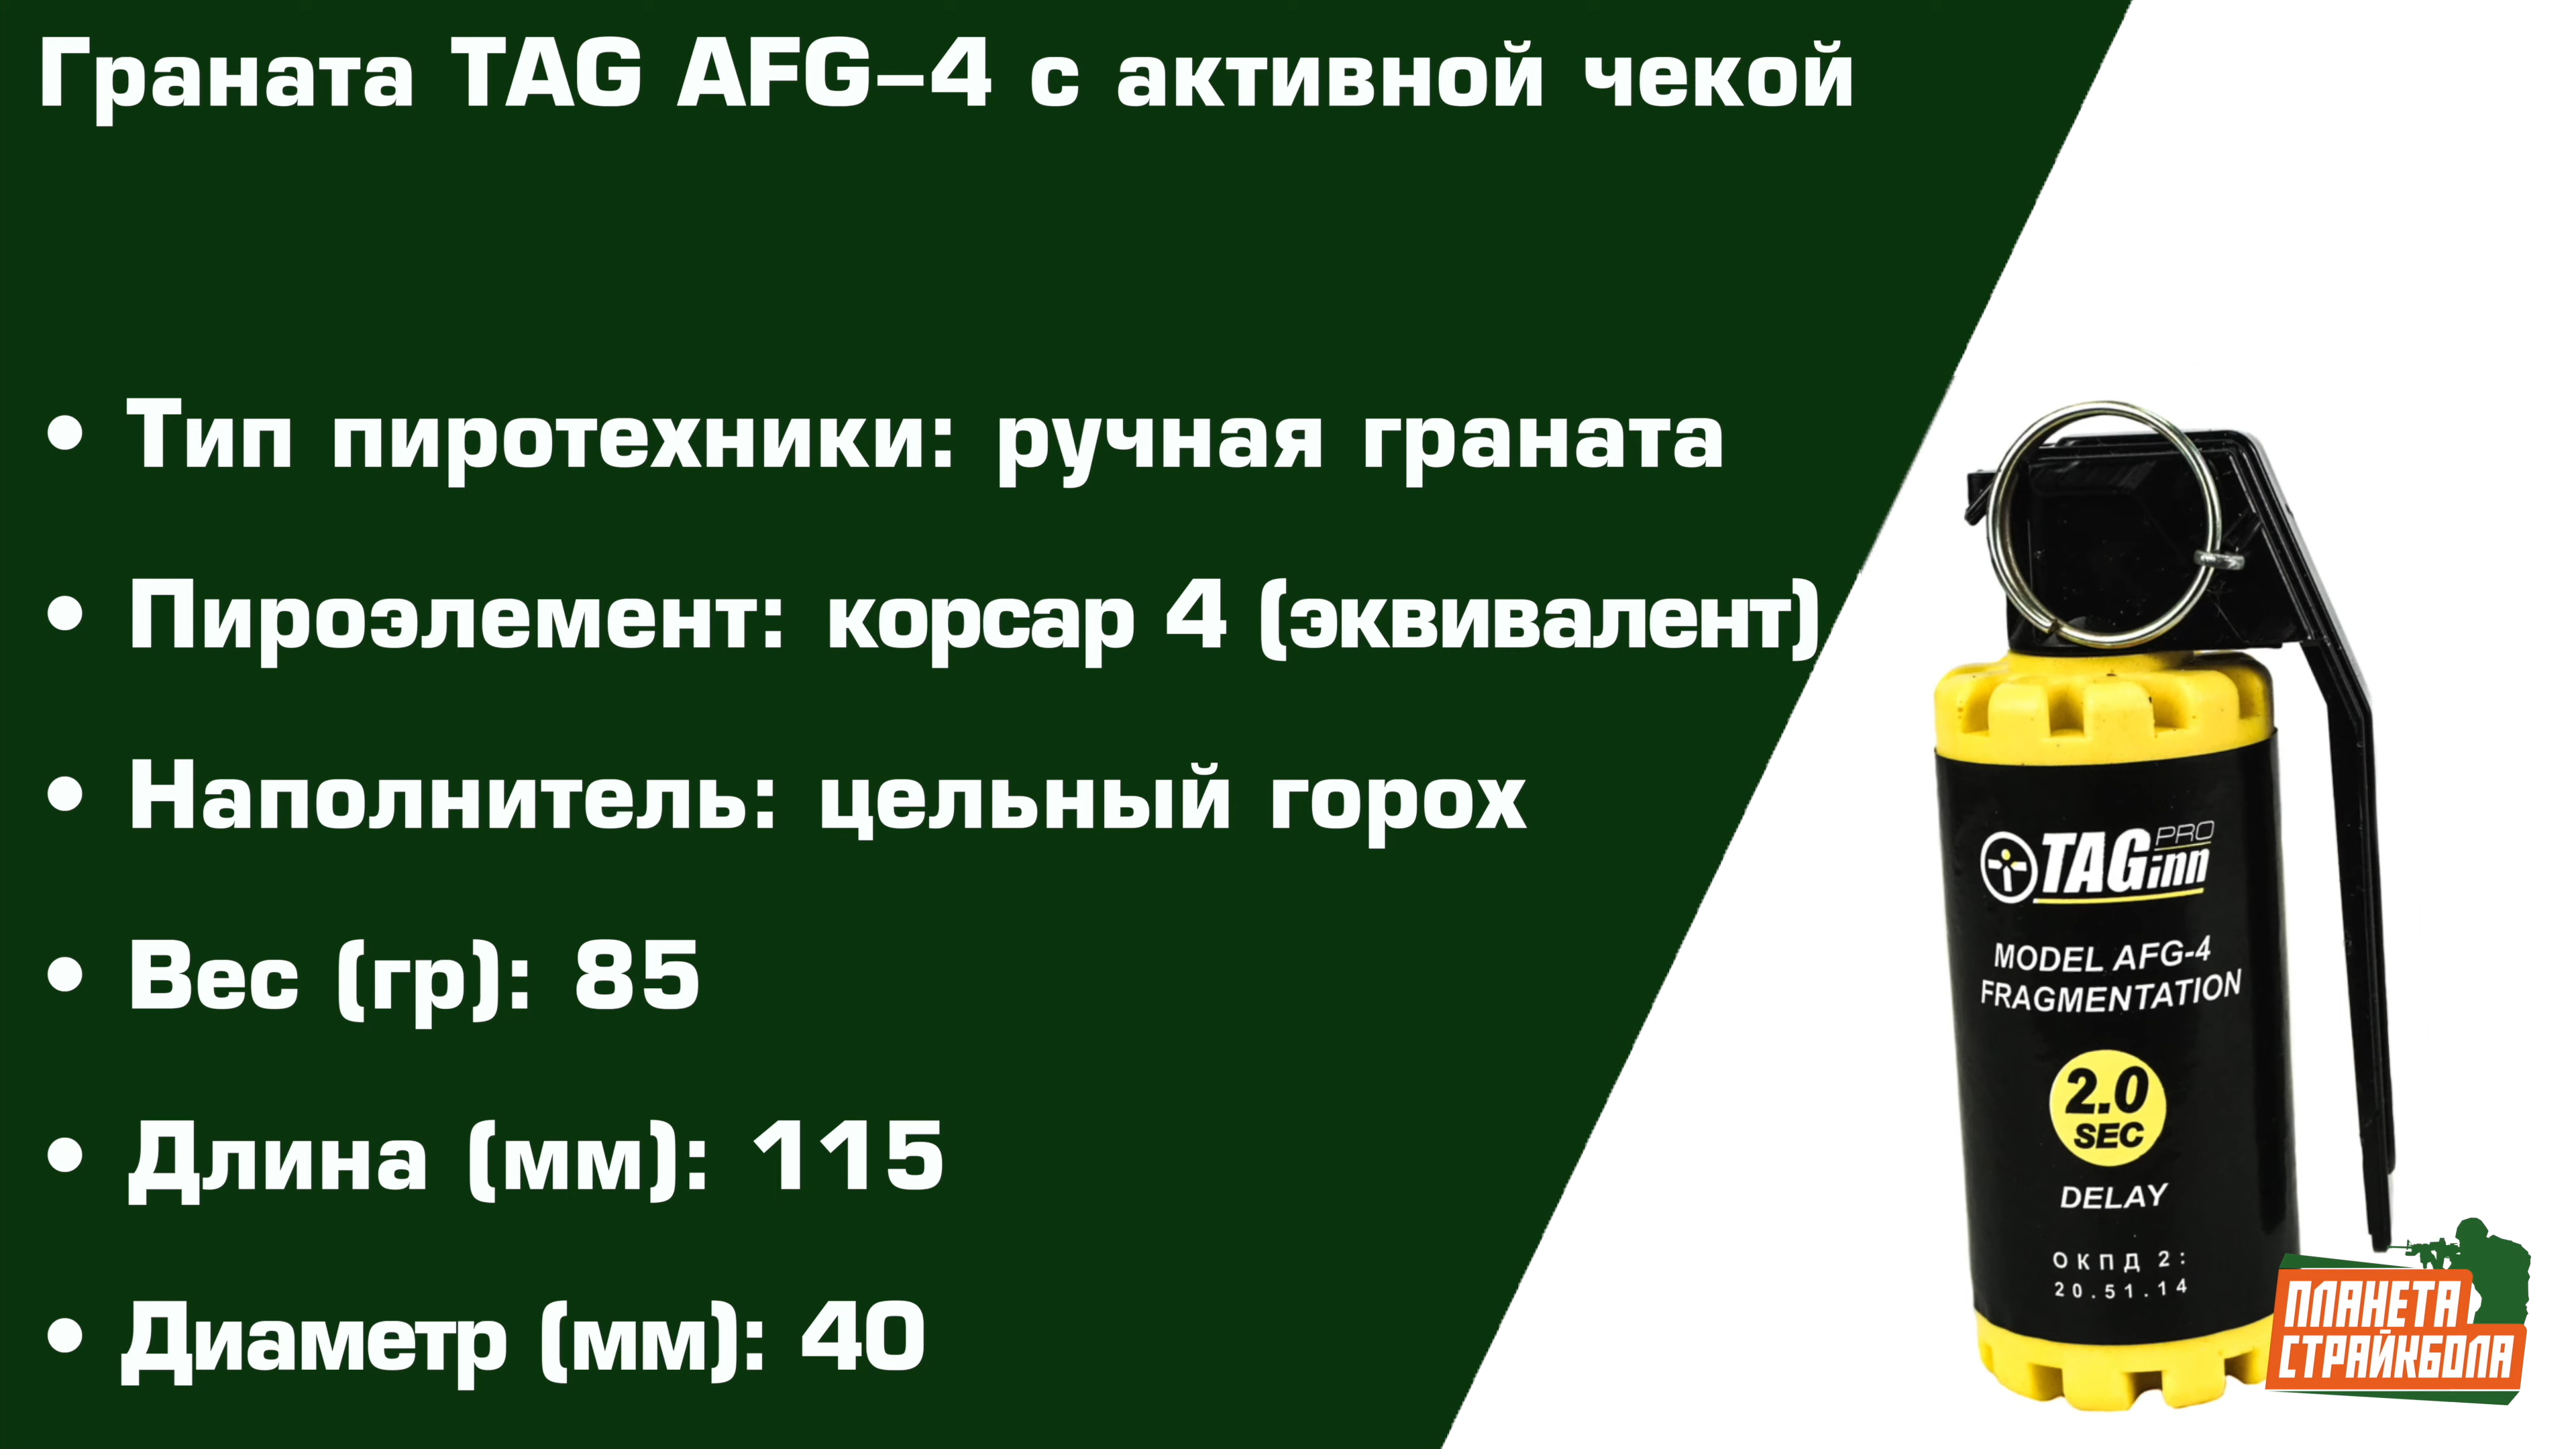 Граната TAG AFG-4 с активной чекой
• Тип пиротехники: ручная граната
• Пироэлемент: корсар 4 (эквивалент)
• Наполнитель: цельный горох
• Вес (гр): 85
• Длина (мм): 115
• Диаметр (мм): 40
TAGinn PRO
MODEL AFG-4
FRAGMENTATION
2.0
SEC
DELAY
ОКПД 2:
20.51.14
ПЛАНЕТА
СТРАЙКБОЛА